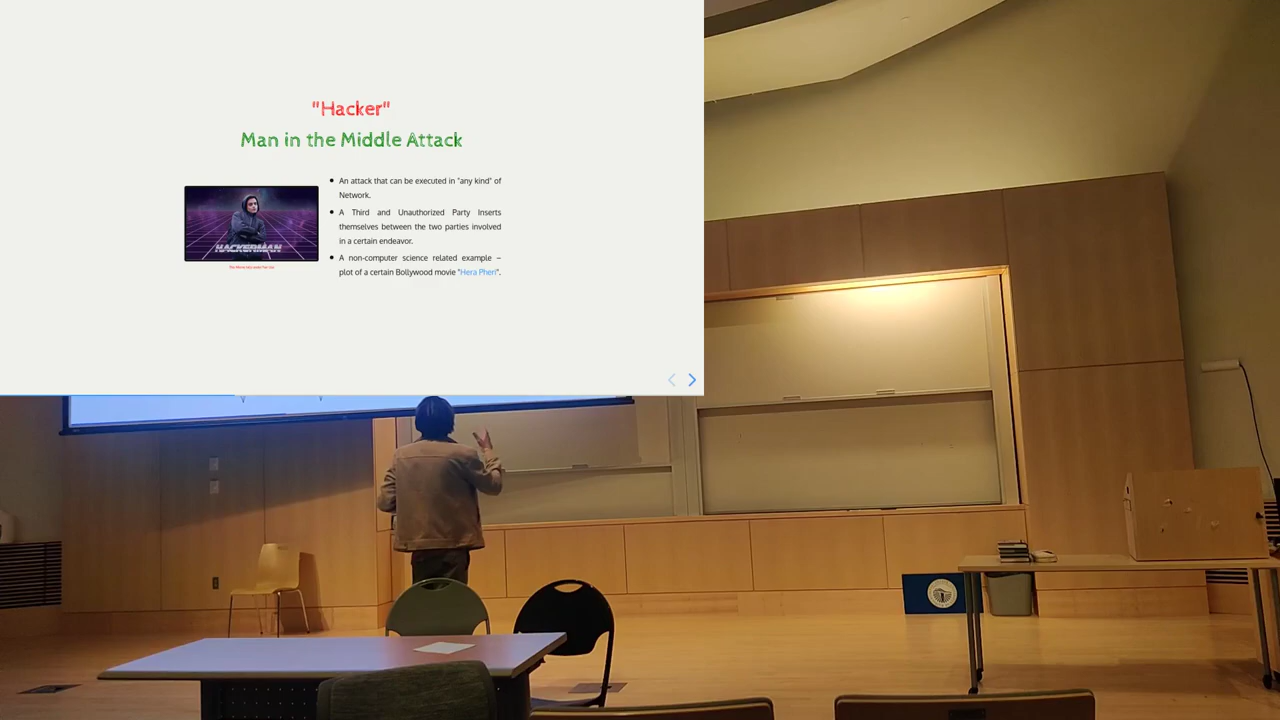 "Hacker"
Man in the Middle Attack
An attack that can be executed in "any kind" of
Network.
A Third and Unauthorized Party Inserts
themselves between the two parties involved
in a certain endeavor.
A non-computer science related example –
plot of a certain Bollywood movie "Hera Pheri".
HACKERMAN